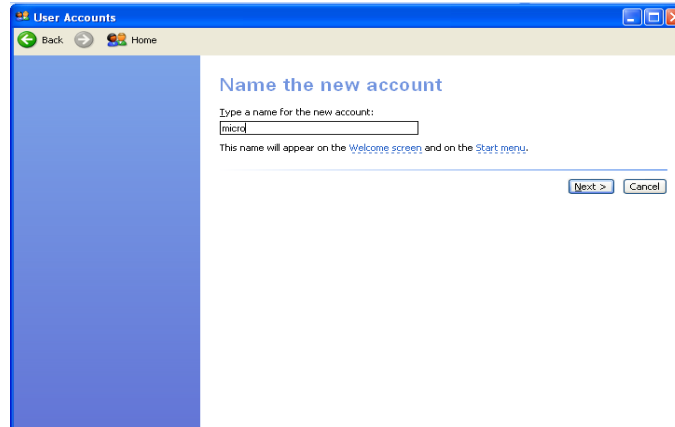 User Accounts
Back Home
Name the new account
Type a name for the new account:
micro
This name will appear on the Welcome screen and on the Start menu.
Next > Cancel